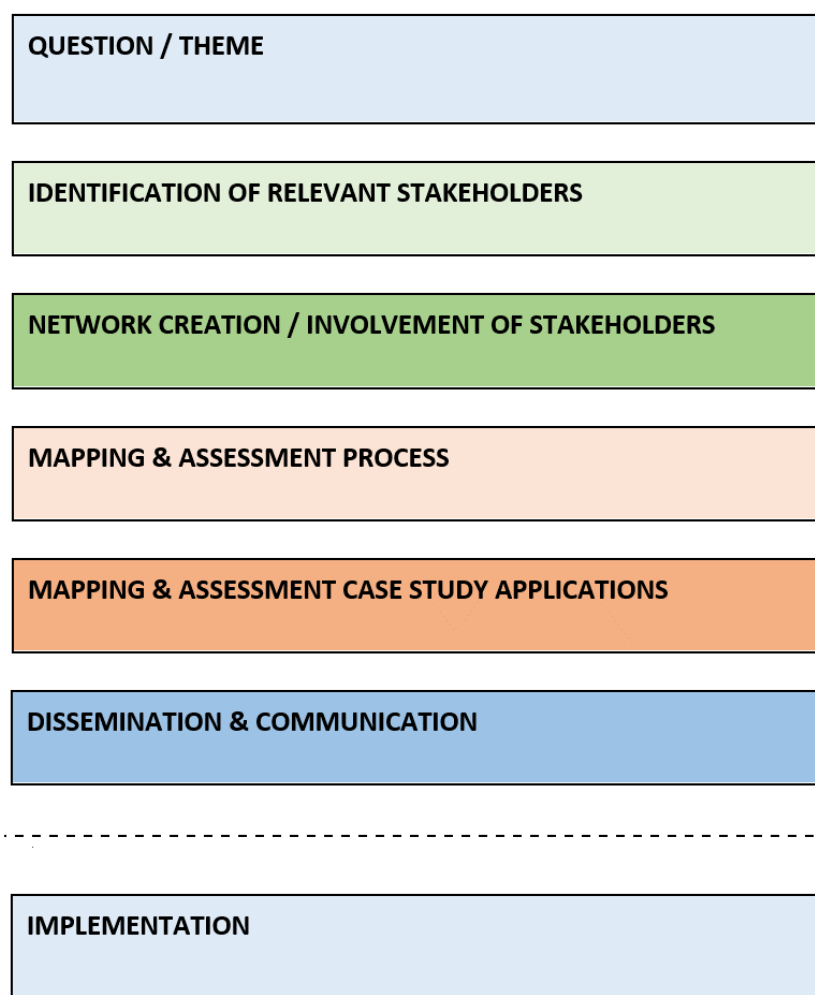 QUESTION / THEME
IDENTIFICATION OF RELEVANT STAKEHOLDERS
NETWORK CREATION / INVOLVEMENT OF STAKEHOLDERS
MAPPING & ASSESSMENT PROCESS
MAPPING & ASSESSMENT CASE STUDY APPLICATIONS
DISSEMINATION & COMMUNICATION
IMPLEMENTATION